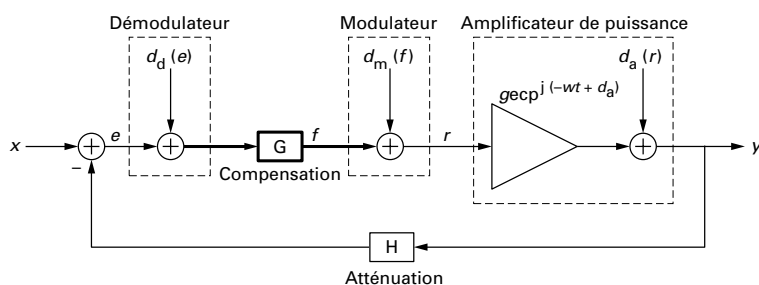 Démodulateur
Modulateur
Amplificateur de puissance
d_d (e)
d_m (f)
d_a (r)
gecp^j (-wt + d_a)
x
e
G
f
r
y
+
+
+
+
−
Compensation
H
Atténuation